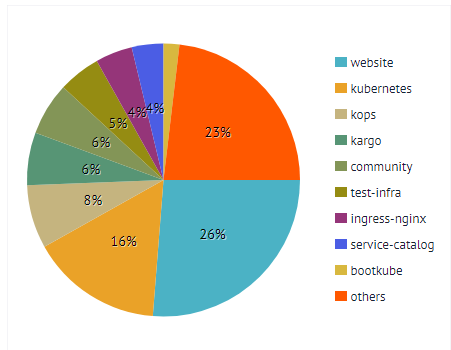 23%
26%
16%
8%
6%
6%
5%
4%
4%
website
kubernetes
kops
kargo
community
test-infra
ingress-nginx
service-catalog
bootkube
others